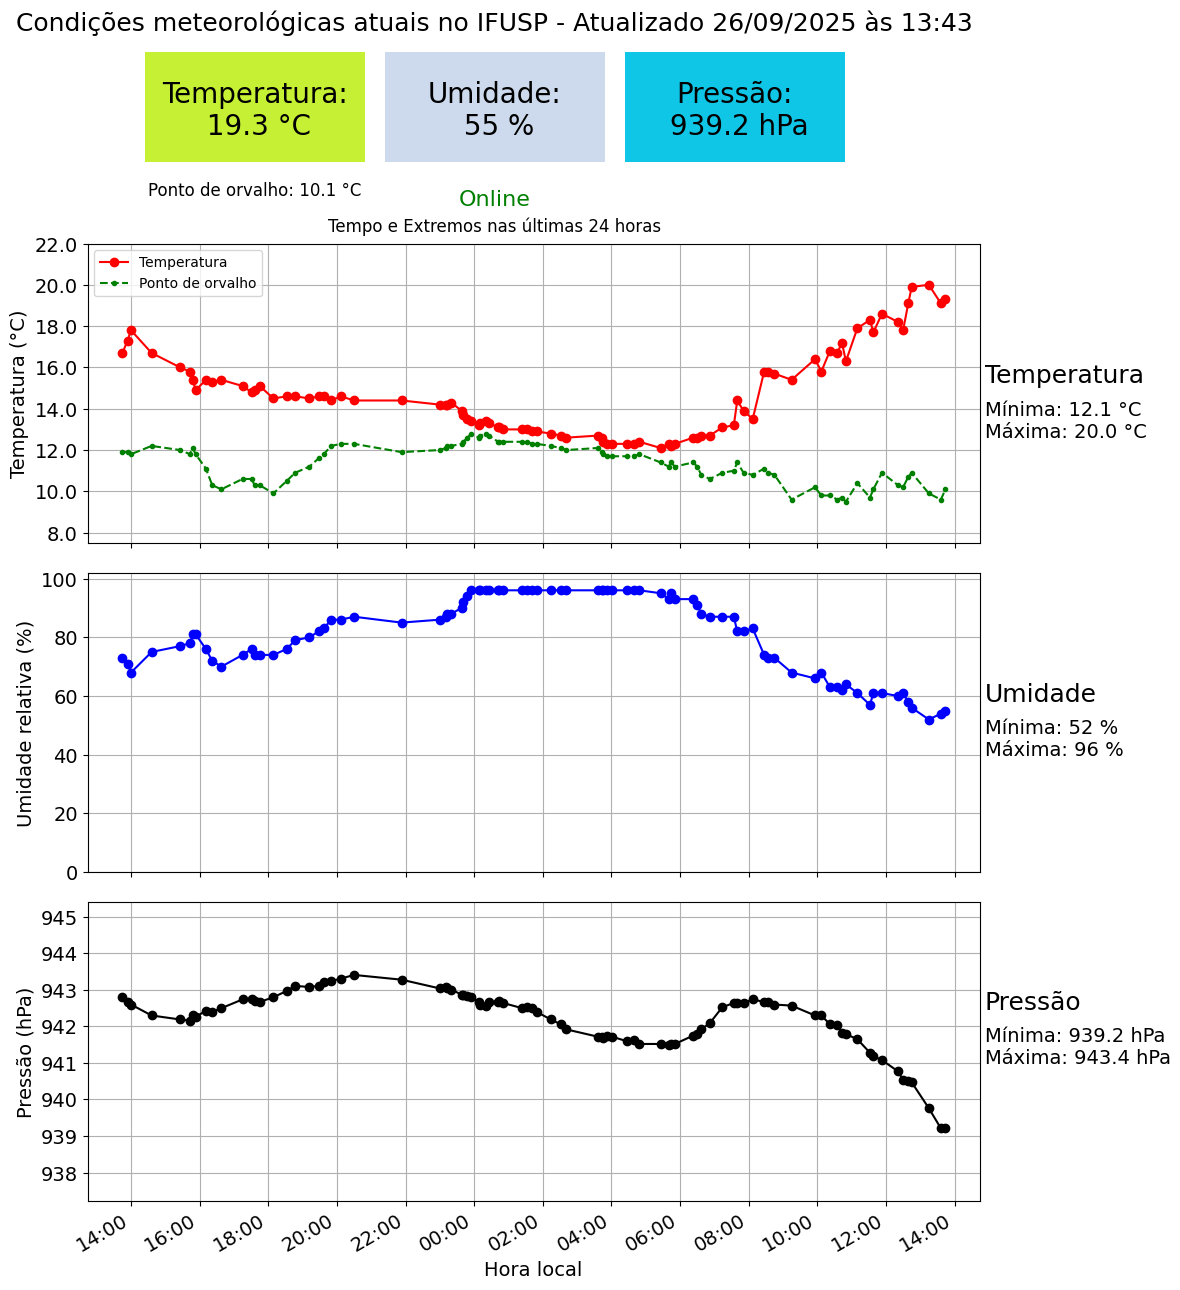 Condições meteorológicas atuais no IFUSP - Atualizado 26/09/2025 às 13:43
Temperatura:
19.3 °C
Umidade:
55 %
Pressão:
939.2 hPa
Ponto de orvalho: 10.1 °C
Online
Tempo e Extremos nas últimas 24 horas
Temperatura (°C)
22.0
20.0
18.0
16.0
14.0
12.0
10.0
8.0
Temperatura
Ponto de orvalho
Temperatura
Mínima: 12.1 °C
Máxima: 20.0 °C
Umidade relativa (%)
100
80
60
40
20
0
Umidade
Mínima: 52 %
Máxima: 96 %
Pressão (hPa)
945
944
943
942
941
940
939
938
Pressão
Mínima: 939.2 hPa
Máxima: 943.4 hPa
14:00 16:00 18:00 20:00 22:00 00:00 02:00 04:00 06:00 08:00 10:00 12:00 14:00
Hora local